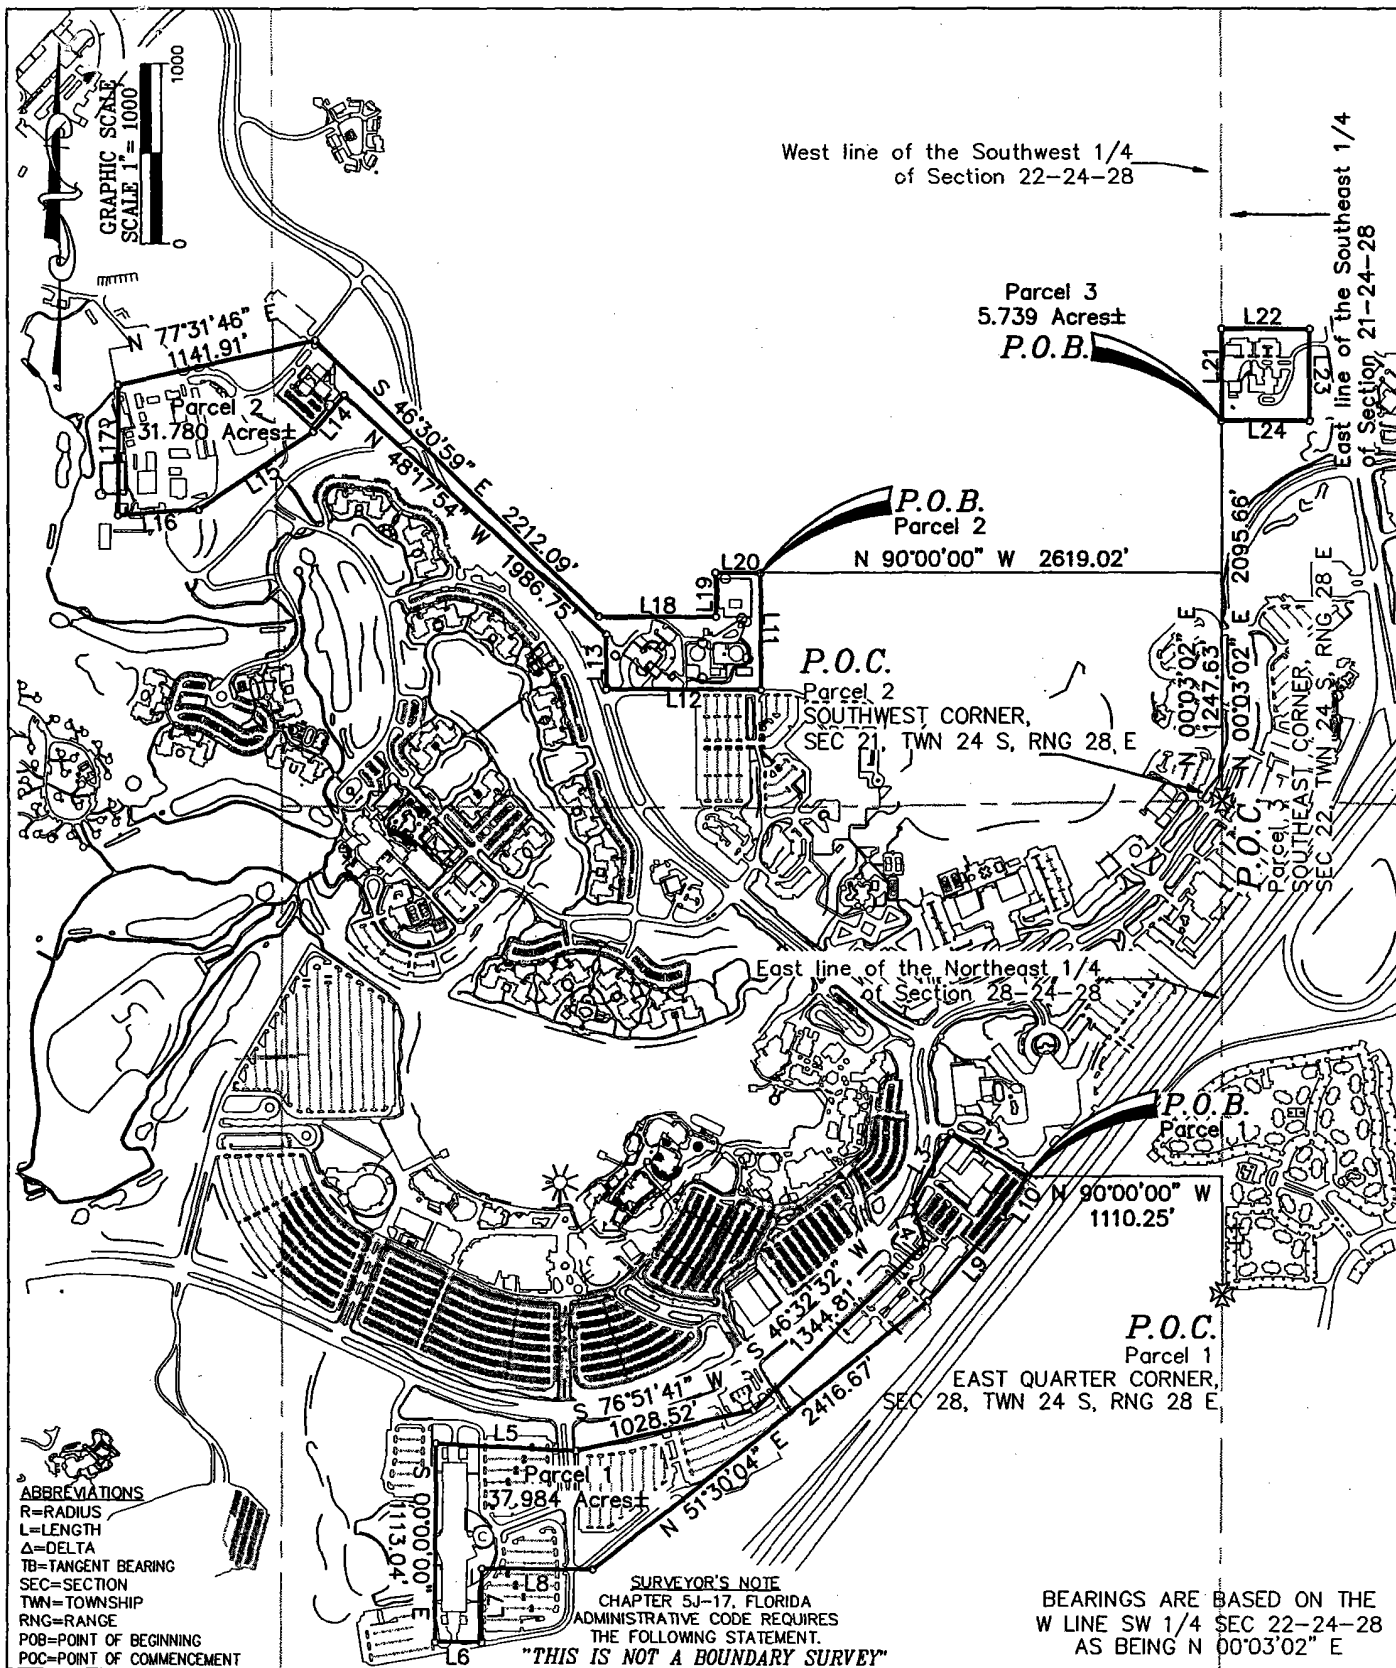 GRAPHIC SCALE
SCALE 1"= 1000'
0
1000
West line of the Southwest 1/4
of Section 22-24-28
East line of the Southeast 1/4
of Section 21-24-28
Parcel 3
5.739 Acres±
P.O.B.
L22
L21
L23
L24
N 77°31'46" E
1141.91'
Parcel 2
31.780 Acres±
L17
L14
L15
L16
S 46°30'59" E 2212.09'
N 48°17'54" W 1986.75'
P.O.B.
Parcel 2
N 90°00'00" W 2619.02'
L20
L19
L18
L11
L13
L12
P.O.C.
Parcel 2
SOUTHWEST CORNER,
SEC 21, TWN 24 S, RNG 28, E
N 00°03'02" E
1247.63'
N 00°03'02" E 2095.66'
P.O.C.
Parcel 3
SOUTHEAST CORNER,
SEC 22, TWN 24 S, RNG 28 E
East line of the Northeast 1/4
of Section 28-24-28
P.O.B.
Parcel 1
L3
L10
N 90°00'00" W
1110.25'
L9
S 46°32'32" W
1344.81'
P.O.C.
Parcel 1
EAST QUARTER CORNER,
SEC 28, TWN 24 S, RNG 28 E
S 76°51'41" W
1028.52'
N 51°30'04" E 2416.67'
L5
Parcel 1
37.984 Acres±
S 00°00'00" E
1113.04'
L8
L7
L6
ABBREVIATIONS
R=RADIUS
L=LENGTH
Δ=DELTA
TB=TANGENT BEARING
SEC=SECTION
TWN=TOWNSHIP
RNG=RANGE
POB=POINT OF BEGINNING
POC=POINT OF COMMENCEMENT
SURVEYOR'S NOTE
CHAPTER 5J-17, FLORIDA
ADMINISTRATIVE CODE REQUIRES
THE FOLLOWING STATEMENT.
"THIS IS NOT A BOUNDARY SURVEY"
BEARINGS ARE BASED ON THE
W LINE SW 1/4 SEC 22-24-28
AS BEING N 00°03'02" E